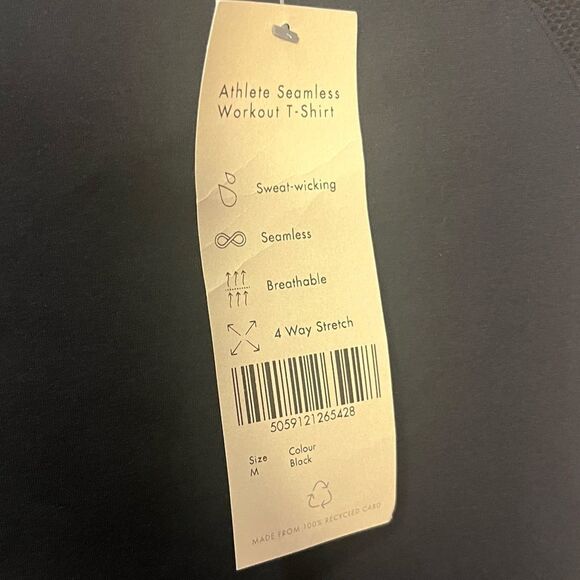 Athlete Seamless
Workout T-Shirt
Sweat-wicking
Seamless
Breathable
4 Way Stretch
5059121265428
Size
M
Colour
Black
MADE FROM 100% RECYCLED CARD